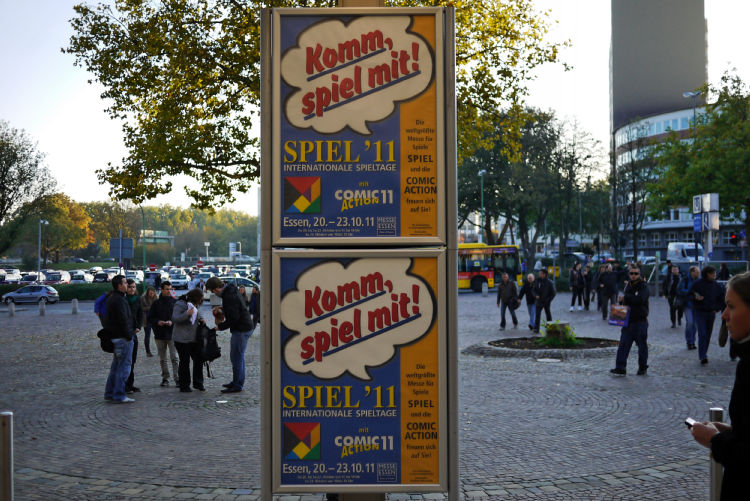 Komm,
spiel mit!
SPIEL '11
INTERNATIONALE SPIELTAGE
mit
COMIC 11
ACTION
Essen, 20. – 23.10.11
MESSE
ESSEN
Die
weltgrößte
Messe für
Spiele
SPIEL
und die
COMIC
ACTION
freuen sich
auf Sie!
Komm,
spiel mit!
SPIEL '11
INTERNATIONALE SPIELTAGE
mit
COMIC 11
ACTION
Essen, 20. – 23.10.11
MESSE
ESSEN
Die
weltgrößte
Messe für
Spiele
SPIEL
und die
COMIC
ACTION
freuen sich
auf Sie!